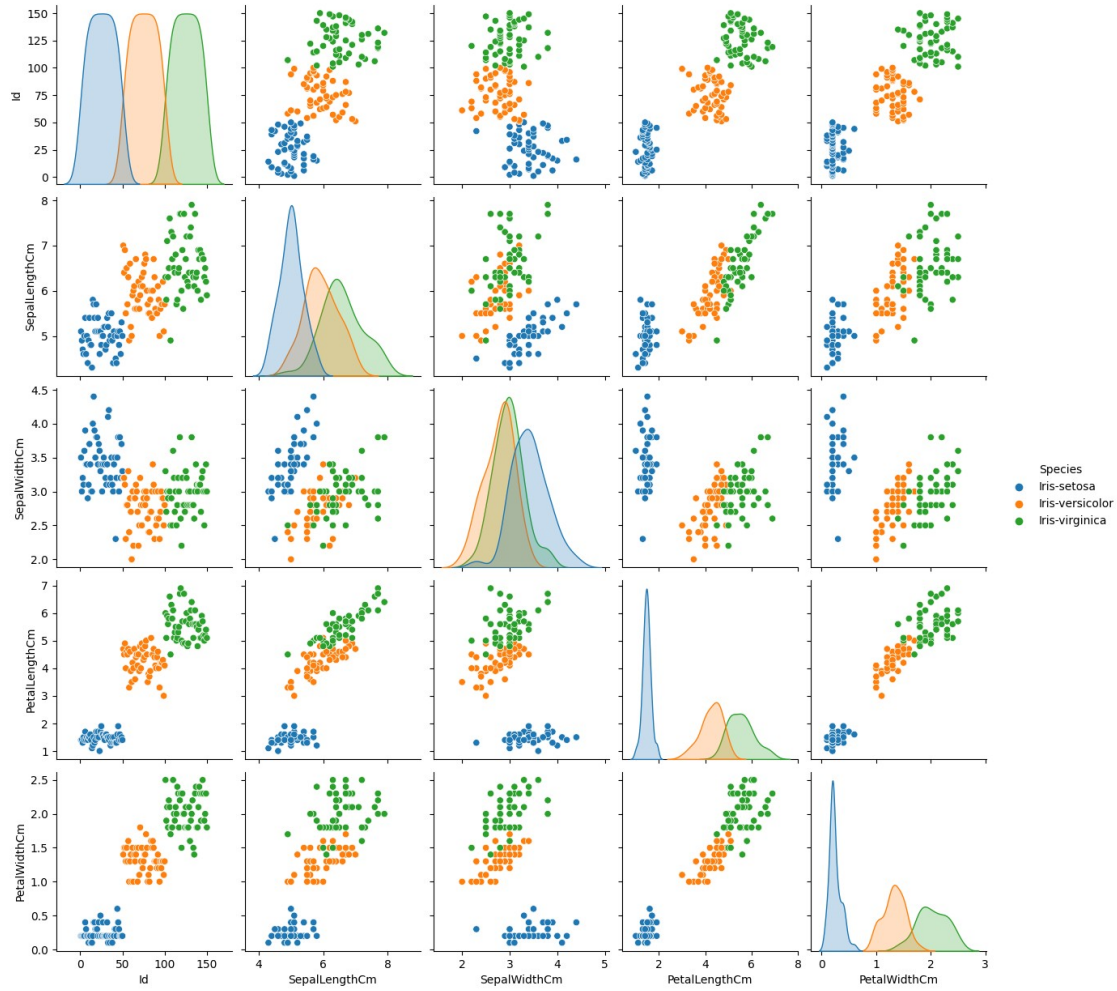 150
125
100
75
50
25
0
Id
8
7
6
5
SepalLengthCm
4.5
4.0
3.5
3.0
2.5
2.0
SepalWidthCm
Species
Iris-setosa
Iris-versicolor
Iris-virginica
7
6
5
4
3
2
1
PetalLengthCm
2.5
2.0
1.5
1.0
0.5
0.0
PetalWidthCm
0 50 100 150
Id
4 6 8
SepalLengthCm
2 3 4 5
SepalWidthCm
2 4 6 8
PetalLengthCm
0 1 2 3
PetalWidthCm